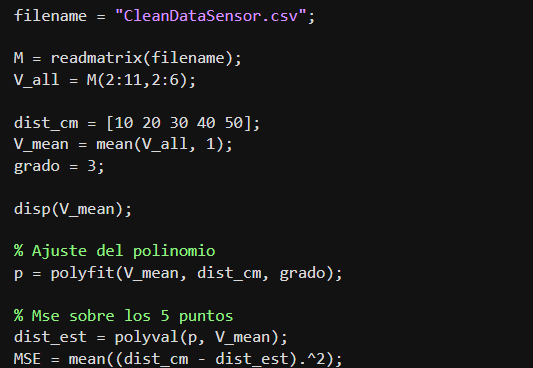 filename = "CleanDataSensor.csv";
M = readmatrix(filename);
V_all = M(2:11,2:6);
dist_cm = [10 20 30 40 50];
V_mean = mean(V_all, 1);
grado = 3;
disp(V_mean);
% Ajuste del polinomio
p = polyfit(V_mean, dist_cm, grado);
% Mse sobre los 5 puntos
dist_est = polyval(p, V_mean);
MSE = mean((dist_cm - dist_est).^2);